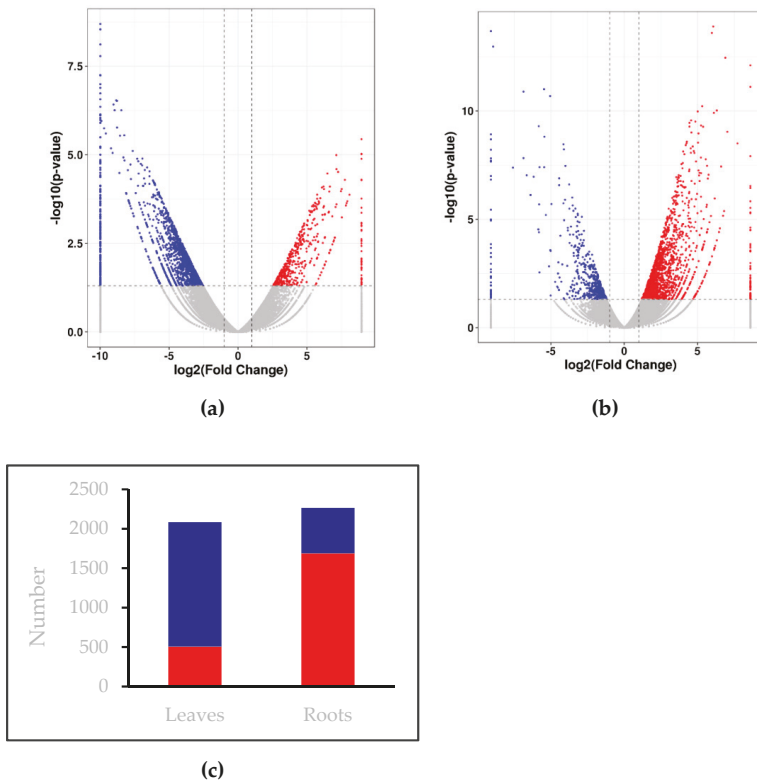 7.5
5.0
2.5
0.0
-log10(p-value)
-10 -5 0 5
log2(Fold Change)
(a)
10
5
0
-log10(p-value)
-5 0 5
log2(Fold Change)
(b)
2500
2000
1500
1000
500
0
Number
Leaves Roots
(c)